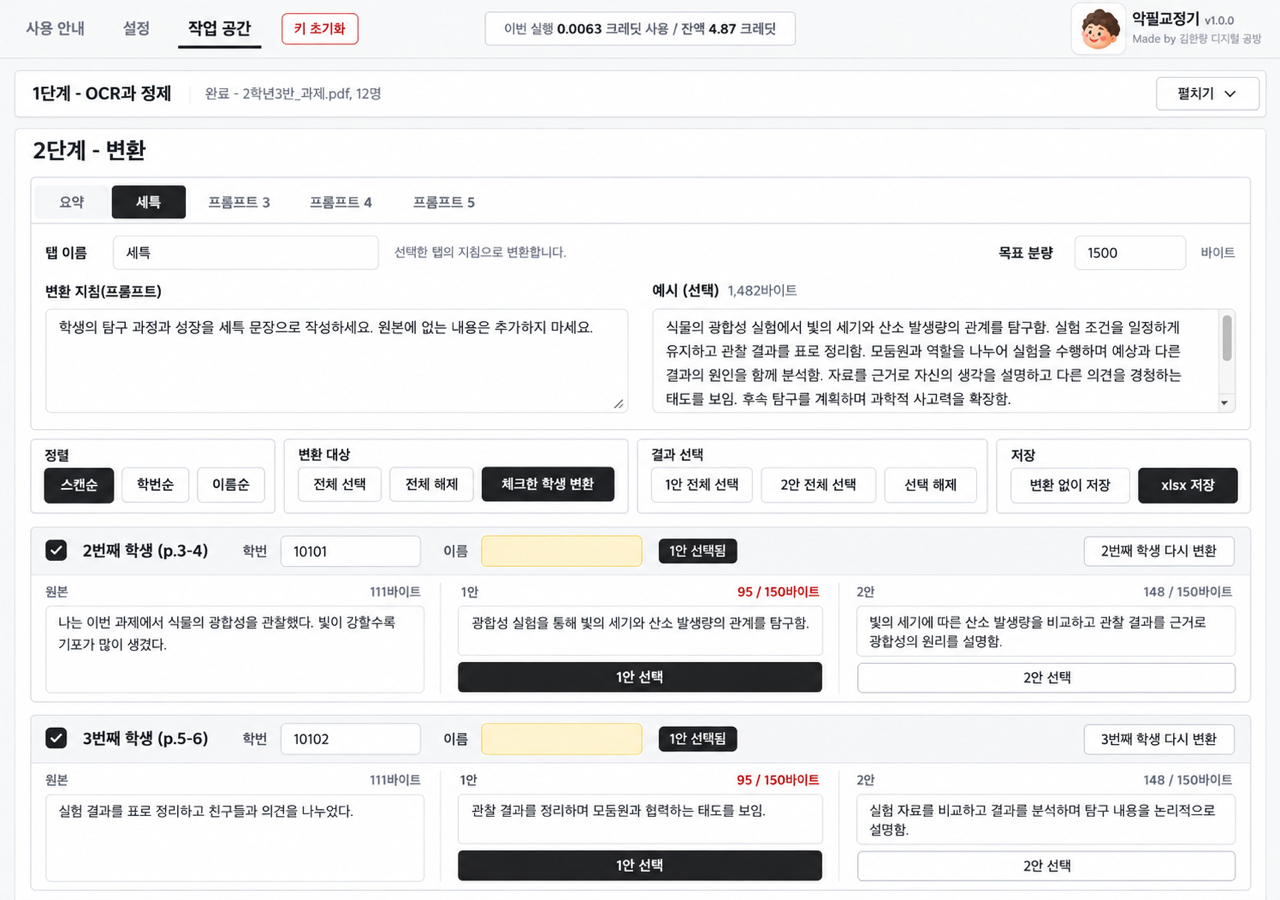 사용 안내
설정
작업 공간
키 초기화
이번 실행 0.0063 크레딧 사용 / 잔액 4.87 크레딧
악필교정기 v1.0.0
Made by 김한량 디지털 공방
1단계 - OCR과 정제
완료 - 2학년3반_과제.pdf, 12명
펼치기
2단계 - 변환
요약
세특
프롬프트 3
프롬프트 4
프롬프트 5
탭 이름
세특
선택한 탭의 지침으로 변환합니다.
목표 분량
1500
바이트
변환 지침(프롬프트)
학생의 탐구 과정과 성장을 세특 문장으로 작성하세요. 원본에 없는 내용은 추가하지 마세요.
예시 (선택) 1,482바이트
식물의 광합성 실험에서 빛의 세기와 산소 발생량의 관계를 탐구함. 실험 조건을 일정하게
유지하고 관찰 결과를 표로 정리함. 모둠원과 역할을 나누어 실험을 수행하며 예상과 다른
결과의 원인을 함께 분석함. 자료를 근거로 자신의 생각을 설명하고 다른 의견을 경청하는
태도를 보임. 후속 탐구를 계획하며 과학적 사고력을 확장함.
정렬
스캔순
학번순
이름순
변환 대상
전체 선택
전체 해제
체크한 학생 변환
결과 선택
1안 전체 선택
2안 전체 선택
선택 해제
저장
변환 없이 저장
xlsx 저장
2번째 학생 (p.3-4)
학번
10101
이름
1안 선택됨
2번째 학생 다시 변환
원본
111바이트
나는 이번 과제에서 식물의 광합성을 관찰했다. 빛이 강할수록
기포가 많이 생겼다.
1안
95 / 150바이트
광합성 실험을 통해 빛의 세기와 산소 발생량의 관계를 탐구함.
1안 선택
2안
148 / 150바이트
빛의 세기에 따른 산소 발생량을 비교하고 관찰 결과를 근거로
광합성의 원리를 설명함.
2안 선택
3번째 학생 (p.5-6)
학번
10102
이름
1안 선택됨
3번째 학생 다시 변환
원본
111바이트
실험 결과를 표로 정리하고 친구들과 의견을 나누었다.
1안
95 / 150바이트
관찰 결과를 정리하며 모둠원과 협력하는 태도를 보임.
1안 선택
2안
148 / 150바이트
실험 자료를 비교하고 결과를 분석하며 탐구 내용을 논리적으로
설명함.
2안 선택